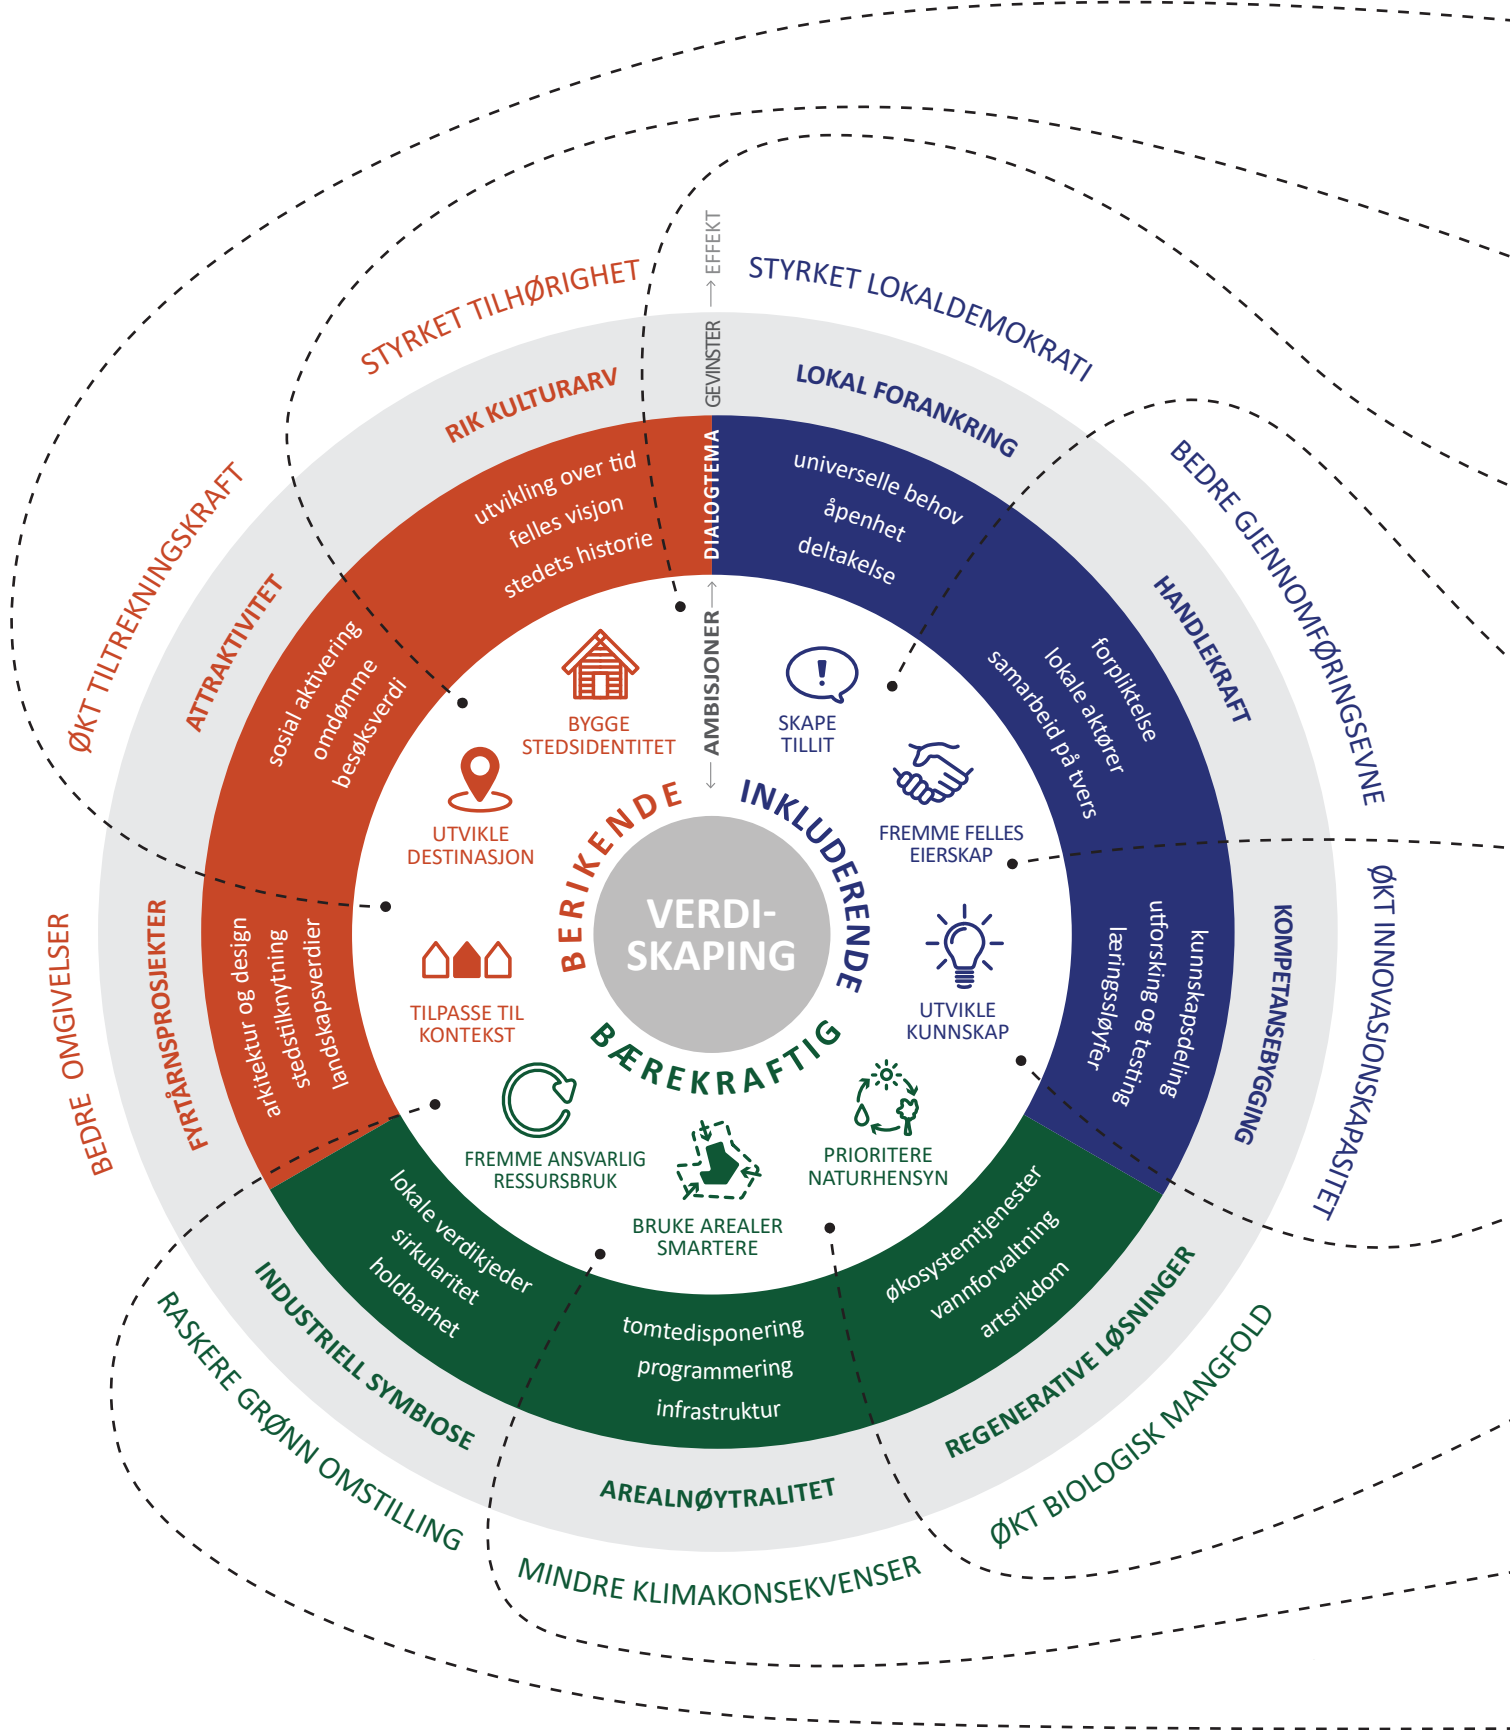 VERDI-
SKAPING
BERIKENDE
INKLUDERENDE
BÆREKRAFTIG
AMBISJONER
DIALOGTEMA
GEVINSTER
EFFEKT
SKAPE
TILLIT
universelle behov
åpenhet
deltakelse
LOKAL FORANKRING
STYRKET LOKALDEMOKRATI
FREMME FELLES
EIERSKAP
forpliktelse
lokale aktører
samarbeid på tvers
HANDLEKRAFT
BEDRE GJENNOMFØRINGSEVNE
UTVIKLE
KUNNSKAP
kunnskapsdeling
utforsking og testing
læringssløyfer
KOMPETANSEBYGGING
ØKT INNOVASJONSKAPASITET
PRIORITERE
NATURHENSYN
økosystemtjenester
vannforvaltning
artsrikdom
REGENERATIVE LØSNINGER
ØKT BIOLOGISK MANGFOLD
BRUKE AREALER
SMARTERE
tomtedisponering
programmering
infrastruktur
AREALNØYTRALITET
MINDRE KLIMAKONSEKVENSER
FREMME ANSVARLIG
RESSURSBRUK
lokale verdikjeder
sirkularitet
holdbarhet
INDUSTRIELL SYMBIOSE
RASKERE GRØNN OMSTILLING
TILPASSE TIL
KONTEKST
arkitektur og design
stedstilknytning
landskapsverdier
FYRTÅRNSPROSJEKTER
BEDRE OMGIVELSER
UTVIKLE
DESTINASJON
sosial aktivering
omdømme
besøksverdi
ATTRAKTIVITET
ØKT TILTREKNINGSKRAFT
BYGGE
STEDSIDENTITET
utvikling over tid
felles visjon
stedets historie
RIK KULTURARV
STYRKET TILHØRIGHET